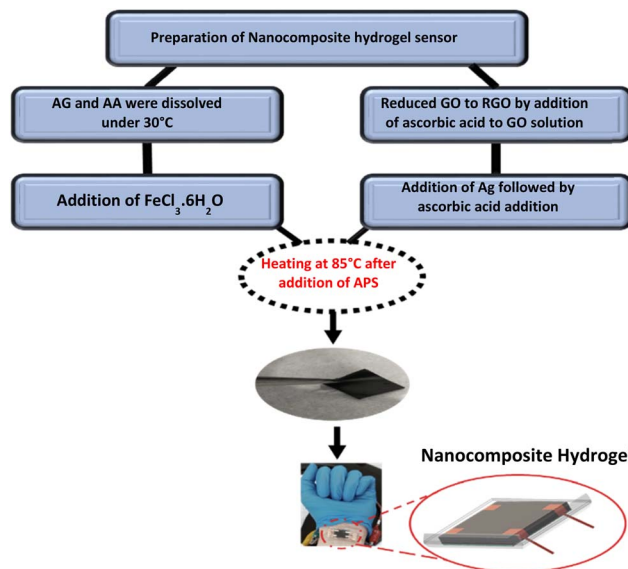 Preparation of Nanocomposite hydrogel sensor
AG and AA were dissolved
under 30°C
Reduced GO to RGO by addition
of ascorbic acid to GO solution
Addition of FeCl₃.6H₂O
Addition of Ag followed by
ascorbic acid addition
Heating at 85°C after
addition of APS
Nanocomposite Hydroge